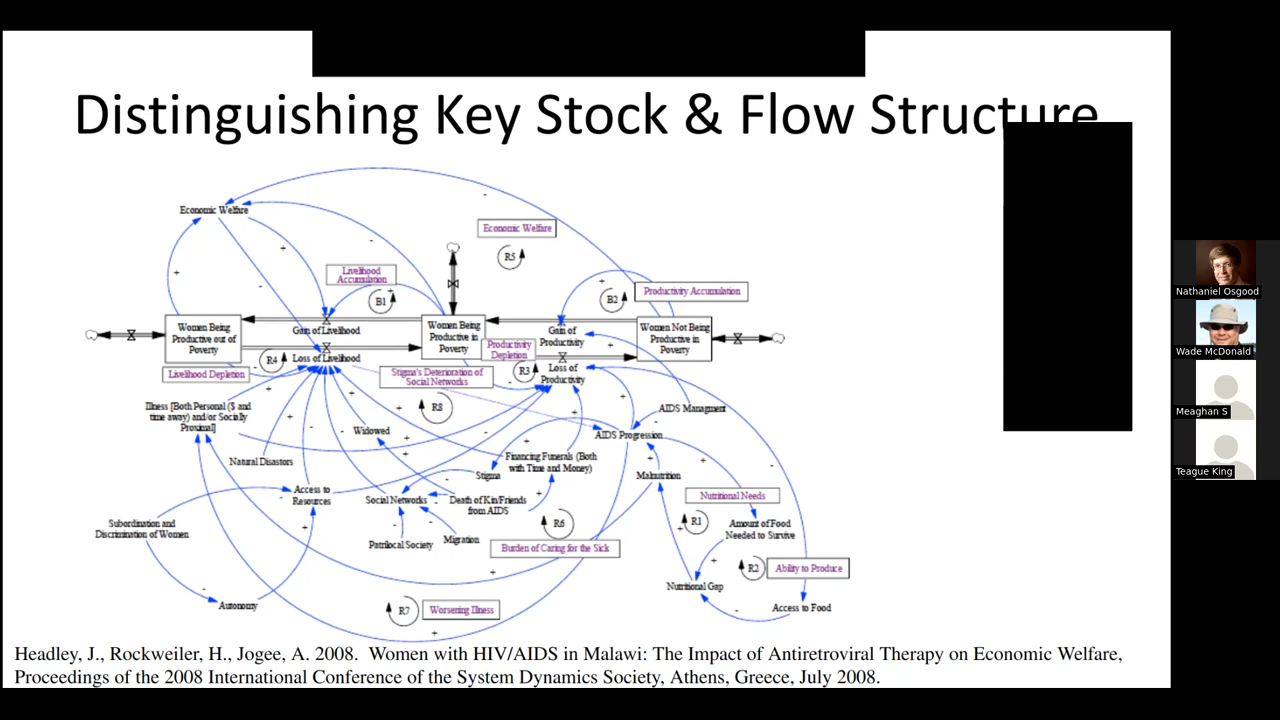 Distinguishing Key Stock & Flow Structure
Economic Welfare
Economic Welfare
R5
Livelihood
Accumulation
B1
B2
Productivity Accumulation
Women Being
Productive out of
Poverty
Gain of Livelihood
Women Being
Productive in
Poverty
Gain of
Productivity
Women Not Being
Productive in
Poverty
Productivity
Depletion
R4
Loss of Livelihood
R3
Loss of
Productivity
Livelihood Depletion
Stigma's Deterioration of
Social Networks
R8
Illness [Both Personal ($ and
time away) and/or Socially
Proximal]
AIDS Managment
Widowed
AIDS Progression
Natural Disasters
Financing Funerals (Both
with Time and Money)
Stigma
Malnutrition
Access to
Resources
Social Networks
Death of Kin/Friends
from AIDS
Nutritional Needs
Subordination and
Discrimination of Women
R6
R1
Amount of Food
Needed to Survive
Patrilocal Society
Migration
Burden of Caring for the Sick
R2
Ability to Produce
Nutritional Gap
Autonomy
R7
Worsening Illness
Access to Food
Headley, J., Rockweiler, H., Jogee, A. 2008. Women with HIV/AIDS in Malawi: The Impact of Antiretroviral Therapy on Economic Welfare,
Proceedings of the 2008 International Conference of the System Dynamics Society, Athens, Greece, July 2008.
Nathaniel Osgood
Wade McDonald
Meaghan S
Teague King